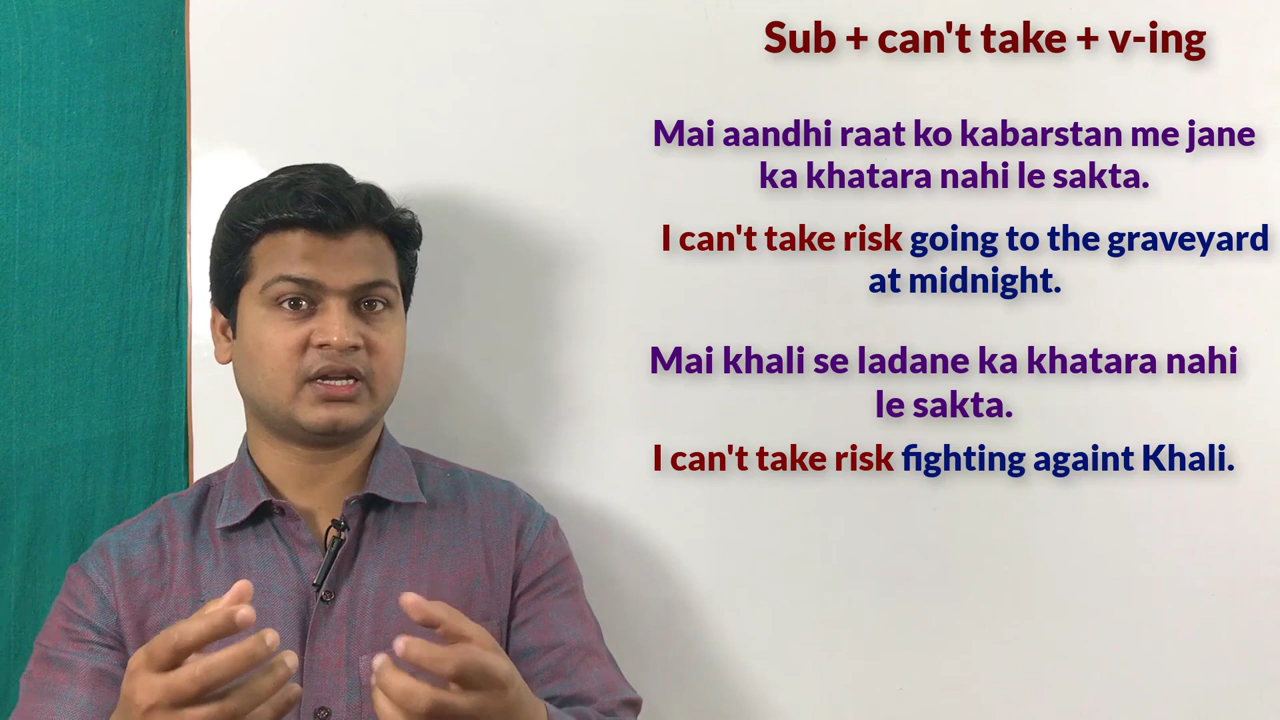 Sub + can't take + v-ing
Mai aandhi raat ko kabarstan me jane
ka khatara nahi le sakta.
I can't take risk going to the graveyard
at midnight.
Mai khali se ladane ka khatara nahi
le sakta.
I can't take risk fighting againt Khali.